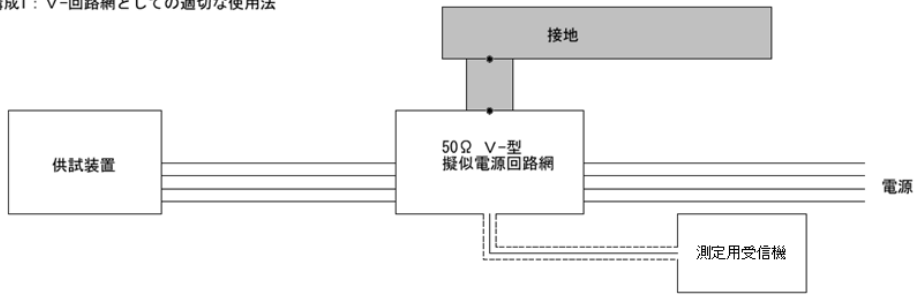 構成1：V-回路網としての適切な使用法
接地
供試装置
50Ω V-型
擬似電源回路網
電源
測定用受信機